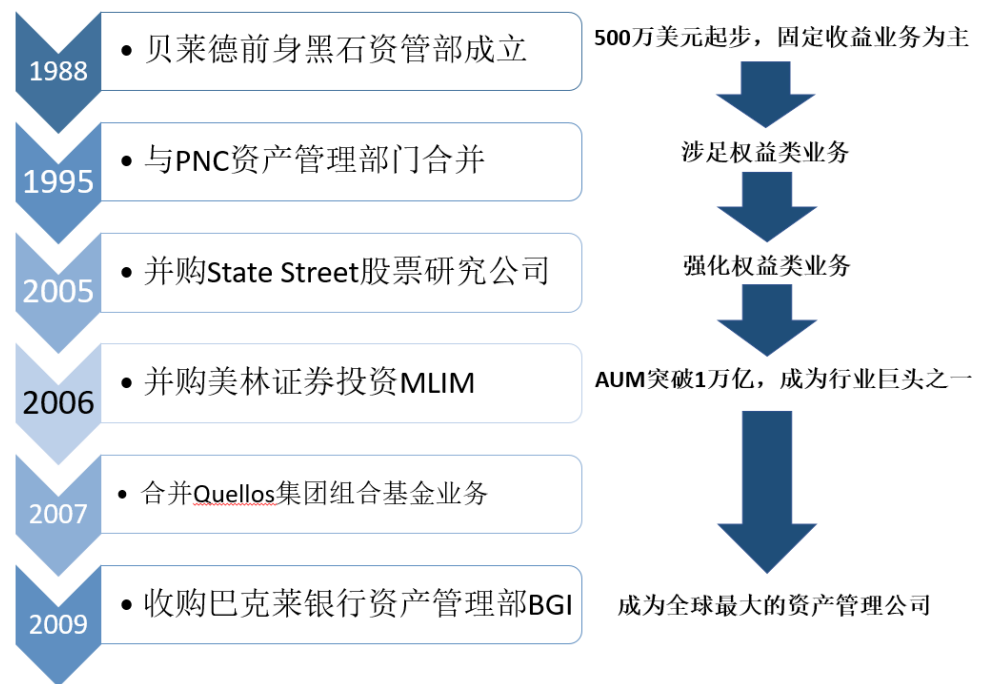 1988
• 贝莱德前身黑石资管部成立
500万美元起步，固定收益业务为主
1995
• 与PNC资产管理部门合并
涉足权益类业务
2005
• 并购State Street股票研究公司
强化权益类业务
2006
• 并购美林证券投资MLIM
AUM突破1万亿，成为行业巨头之一
2007
• 合并Quellos集团组合基金业务
2009
• 收购巴克莱银行资产管理部BGI
成为全球最大的资产管理公司